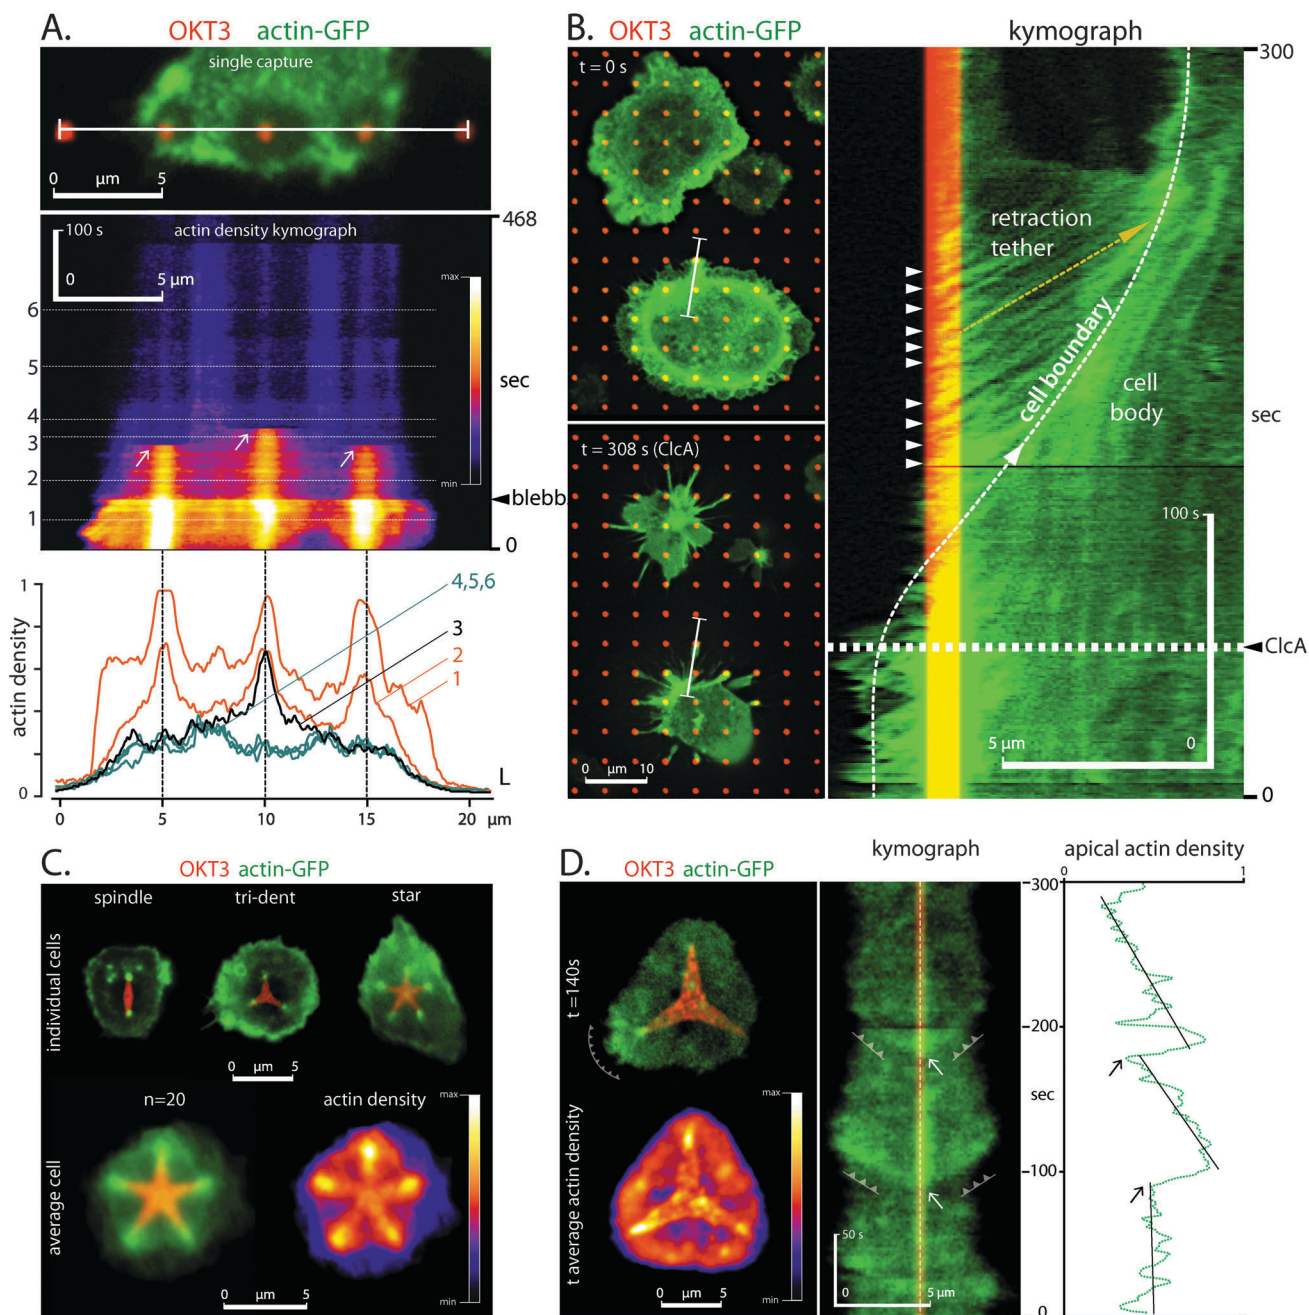 A.
OKT3 actin-GFP
single capture
0 µm 5
468
100 s
actin density kymograph
0 5 µm
max
min
6
5
4
3
2
1
sec
blebb
0
1
actin density
0
4,5,6
3
2
1
L
0 5 10 15 20 µm
B.
OKT3 actin-GFP
kymograph
t = 0 s
t = 308 s (ClcA)
0 µm 10
300
retraction
tether
cell boundary
cell
body
sec
100 s
ClcA
5 µm 0
0
C.
OKT3 actin-GFP
spindle tri-dent star
individual cells
0 µm 5
n=20 actin density
average cell
max
min
0 µm 5
D.
OKT3 actin-GFP
kymograph
apical actin density
0 1
t =140s
t average actin density
max
min
0 µm 5
50 s
0 5 µm
300
200
sec
100
0